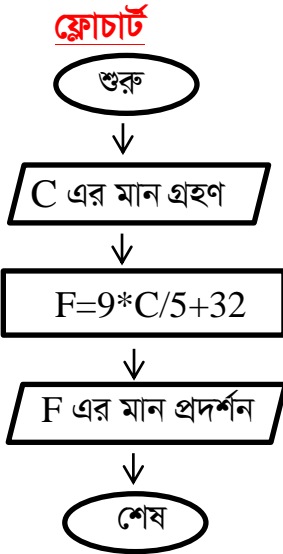 ফ্লোচার্ট
শুরু
C এর মান গ্রহণ
F=9*C/5+32
F এর মান প্রদর্শন
শেষ